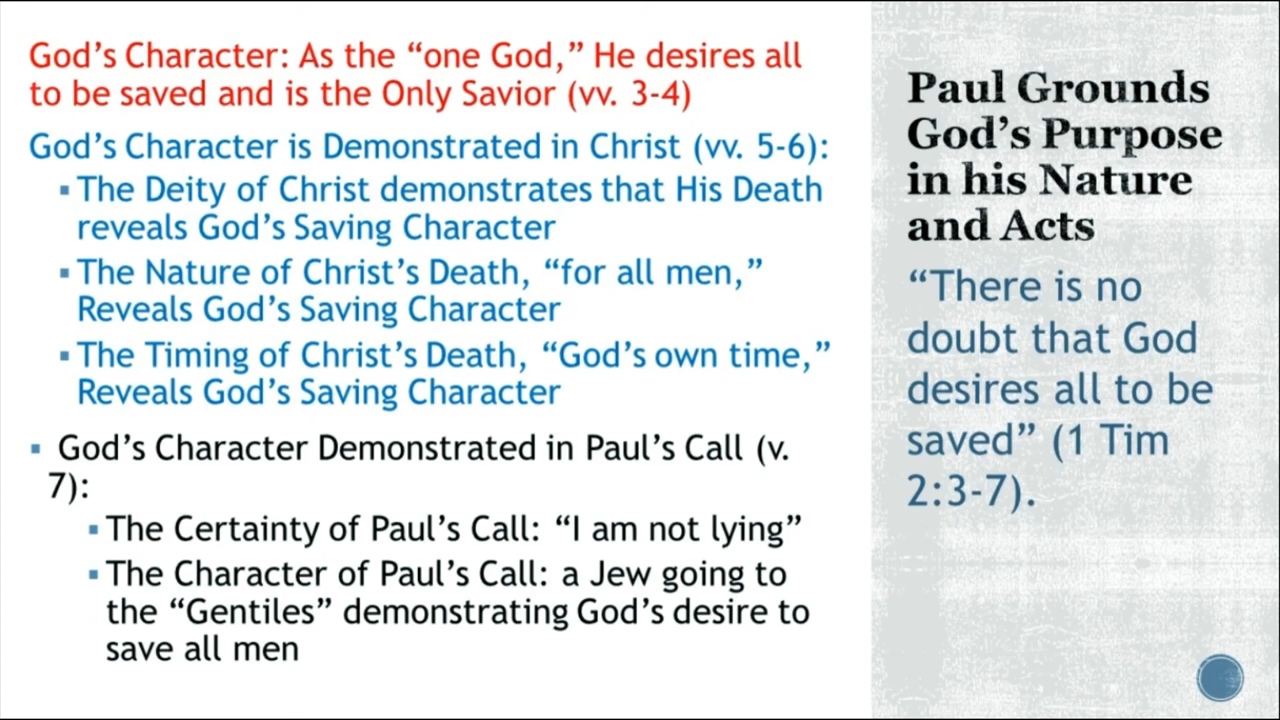 God’s Character: As the “one God,” He desires all
to be saved and is the Only Savior (vv. 3-4)
God’s Character is Demonstrated in Christ (vv. 5-6):
▪ The Deity of Christ demonstrates that His Death
reveals God’s Saving Character
▪ The Nature of Christ’s Death, “for all men,”
Reveals God’s Saving Character
▪ The Timing of Christ’s Death, “God’s own time,”
Reveals God’s Saving Character
▪ God’s Character Demonstrated in Paul’s Call (v.
7):
▪ The Certainty of Paul’s Call: “I am not lying”
▪ The Character of Paul’s Call: a Jew going to
the “Gentiles” demonstrating God’s desire to
save all men
Paul Grounds
God’s Purpose
in his Nature
and Acts
“There is no
doubt that God
desires all to be
saved” (1 Tim
2:3-7).